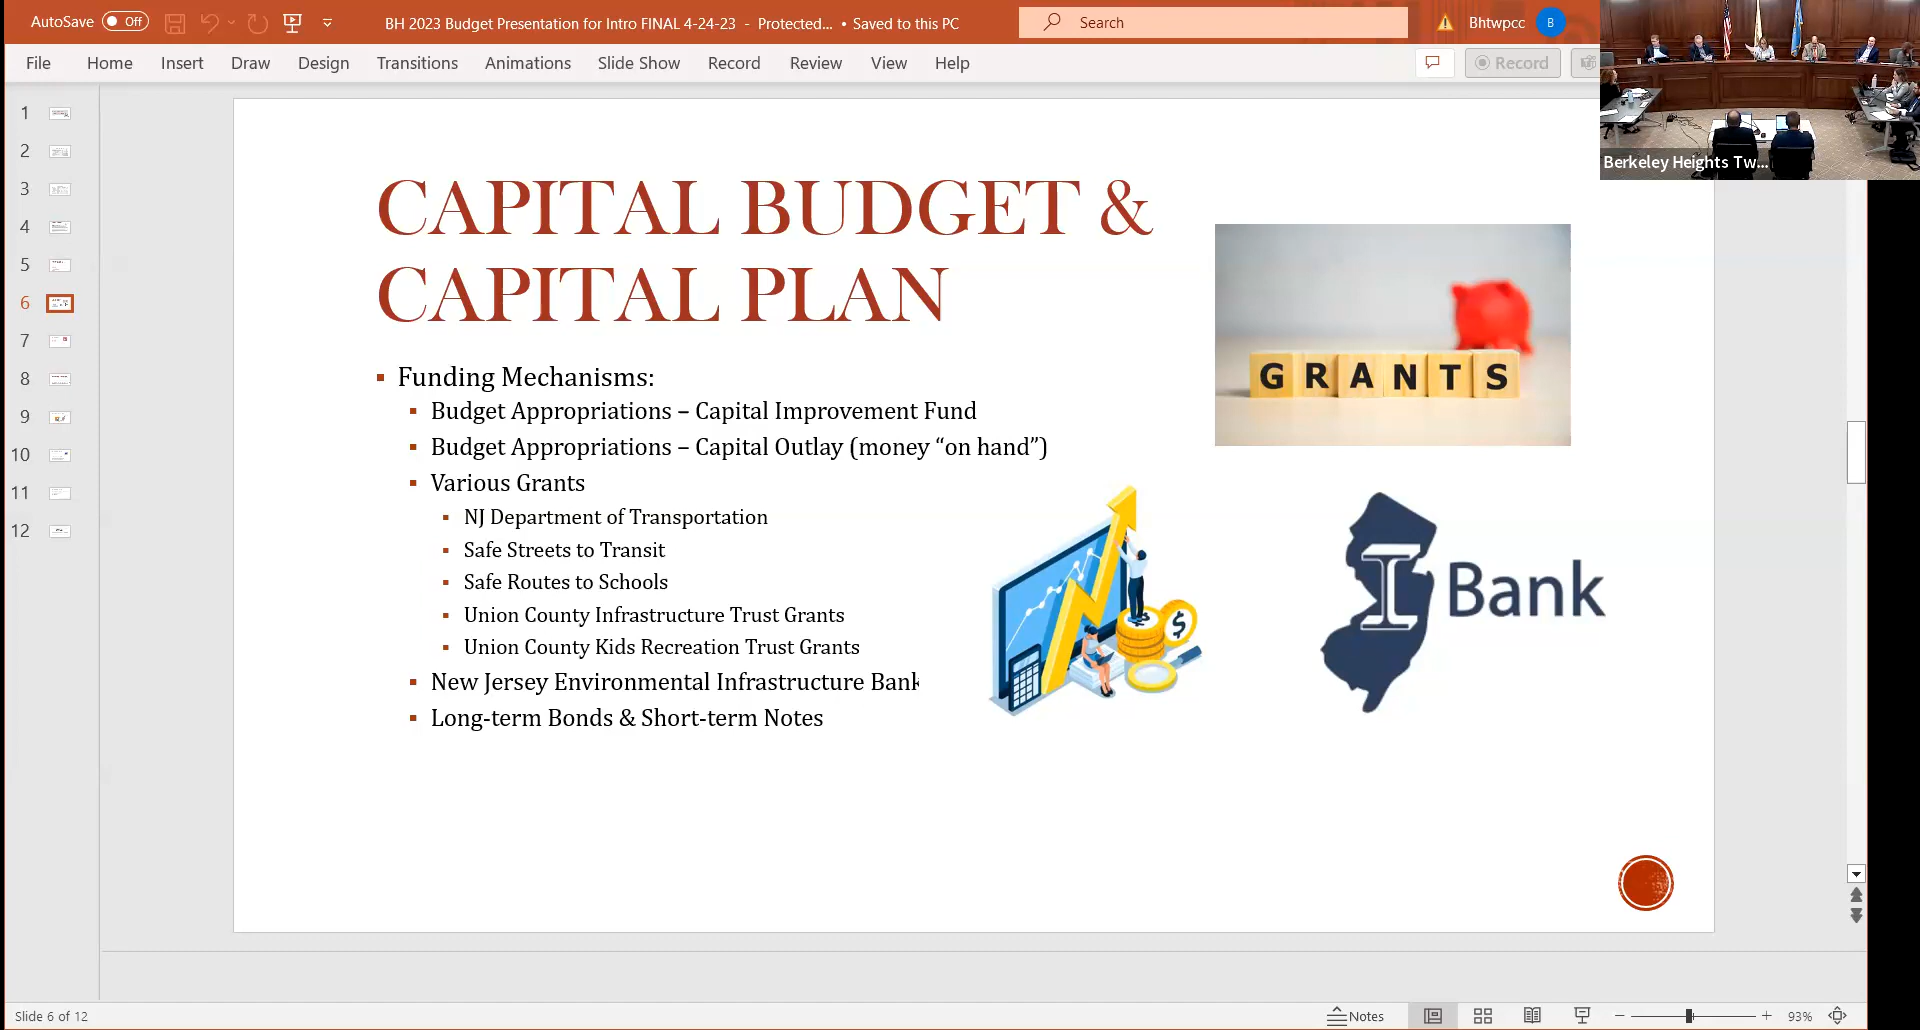 AutoSave Off BH 2023 Budget Presentation for Intro FINAL 4-24-23 - Protected... • Saved to this PC Search Bhtwpcc B
File Home Insert Draw Design Transitions Animations Slide Show Record Review View Help Record
Berkeley Heights Tw...
1
2
3
4
5
6
7
8
9
10
11
12
CAPITAL BUDGET &
CAPITAL PLAN
GRANTS
Funding Mechanisms:
Budget Appropriations – Capital Improvement Fund
Budget Appropriations – Capital Outlay (money “on hand”)
Various Grants
NJ Department of Transportation
Safe Streets to Transit
Safe Routes to Schools
Union County Infrastructure Trust Grants
Union County Kids Recreation Trust Grants
New Jersey Environmental Infrastructure Bank
Long-term Bonds & Short-term Notes
$
I Bank
Slide 6 of 12 Notes 93%